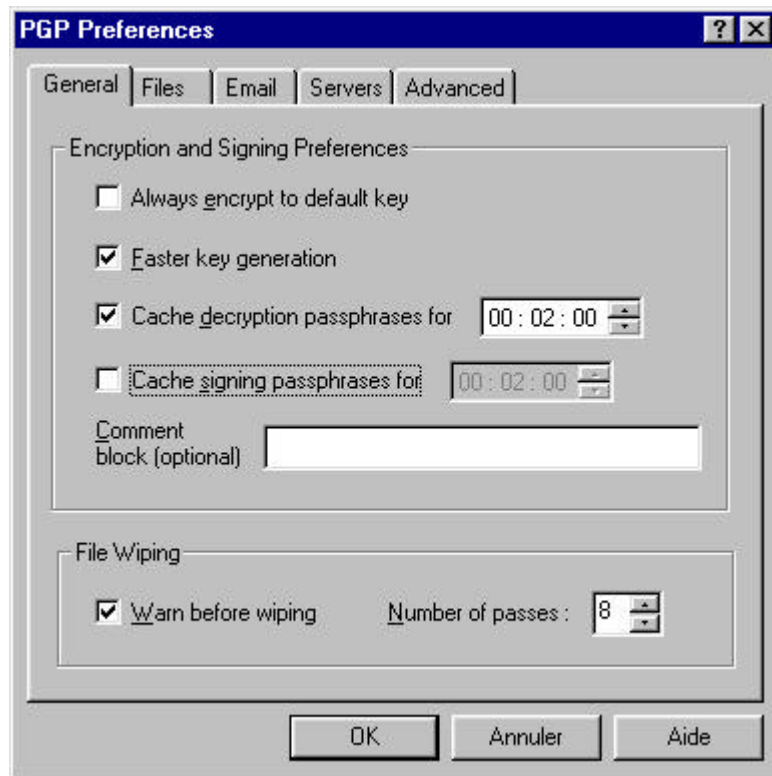 PGP Preferences
General Files Email Servers Advanced
Encryption and Signing Preferences
Always encrypt to default key
Faster key generation
Cache decryption passphrases for 00 : 02 : 00
Cache signing passphrases for 00 : 02 : 00
Comment
block (optional)
File Wiping
Warn before wiping Number of passes : 8
OK Annuler Aide